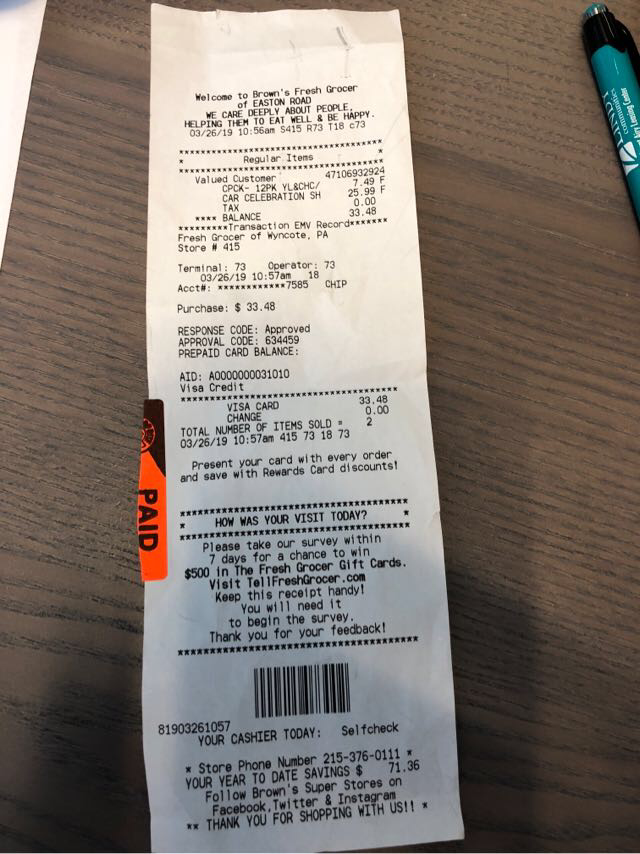 Welcome to Brown's Fresh Grocer
of EASTON ROAD
WE CARE DEEPLY ABOUT PEOPLE,
HELPING THEM TO EAT WELL & BE HAPPY.
03/26/19 10:56am S415 R73 T18 c73
************************************
* Regular Items *
************************************
Valued Customer 47106932924
CPCK- 12PK YL&CHC/ 7.49 F
CAR CELEBRATION SH 25.99 F
TAX 0.00
**** BALANCE 33.48
*********Transaction EMV Record*******
Fresh Grocer of Wyncote, PA
Store # 415
Terminal: 73 Operator: 73
03/26/19 10:57am 18
Acct#: ************7585 CHIP
Purchase: $ 33.48
RESPONSE CODE: Approved
APPROVAL CODE: 634459
PREPAID CARD BALANCE:
AID: A0000000031010
Visa Credit
************************************
VISA CARD 33.48
CHANGE 0.00
TOTAL NUMBER OF ITEMS SOLD = 2
03/26/19 10:57am 415 73 18 73
Present your card with every order
and save with Rewards Card discounts!
************************************
* HOW WAS YOUR VISIT TODAY? *
************************************
Please take our survey within
7 days for a chance to win
$500 in The Fresh Grocer Gift Cards.
Visit TellFreshGrocer.com
Keep this receipt handy!
You will need it
to begin the survey.
Thank you for your feedback!
************************************
81903261057
YOUR CASHIER TODAY: Selfcheck
* Store Phone Number 215-376-0111 *
YOUR YEAR TO DATE SAVINGS $ 71.36
Follow Brown's Super Stores on
Facebook,Twitter & Instagram
** THANK YOU FOR SHOPPING WITH US!! *
PAID
communities
Learning Center